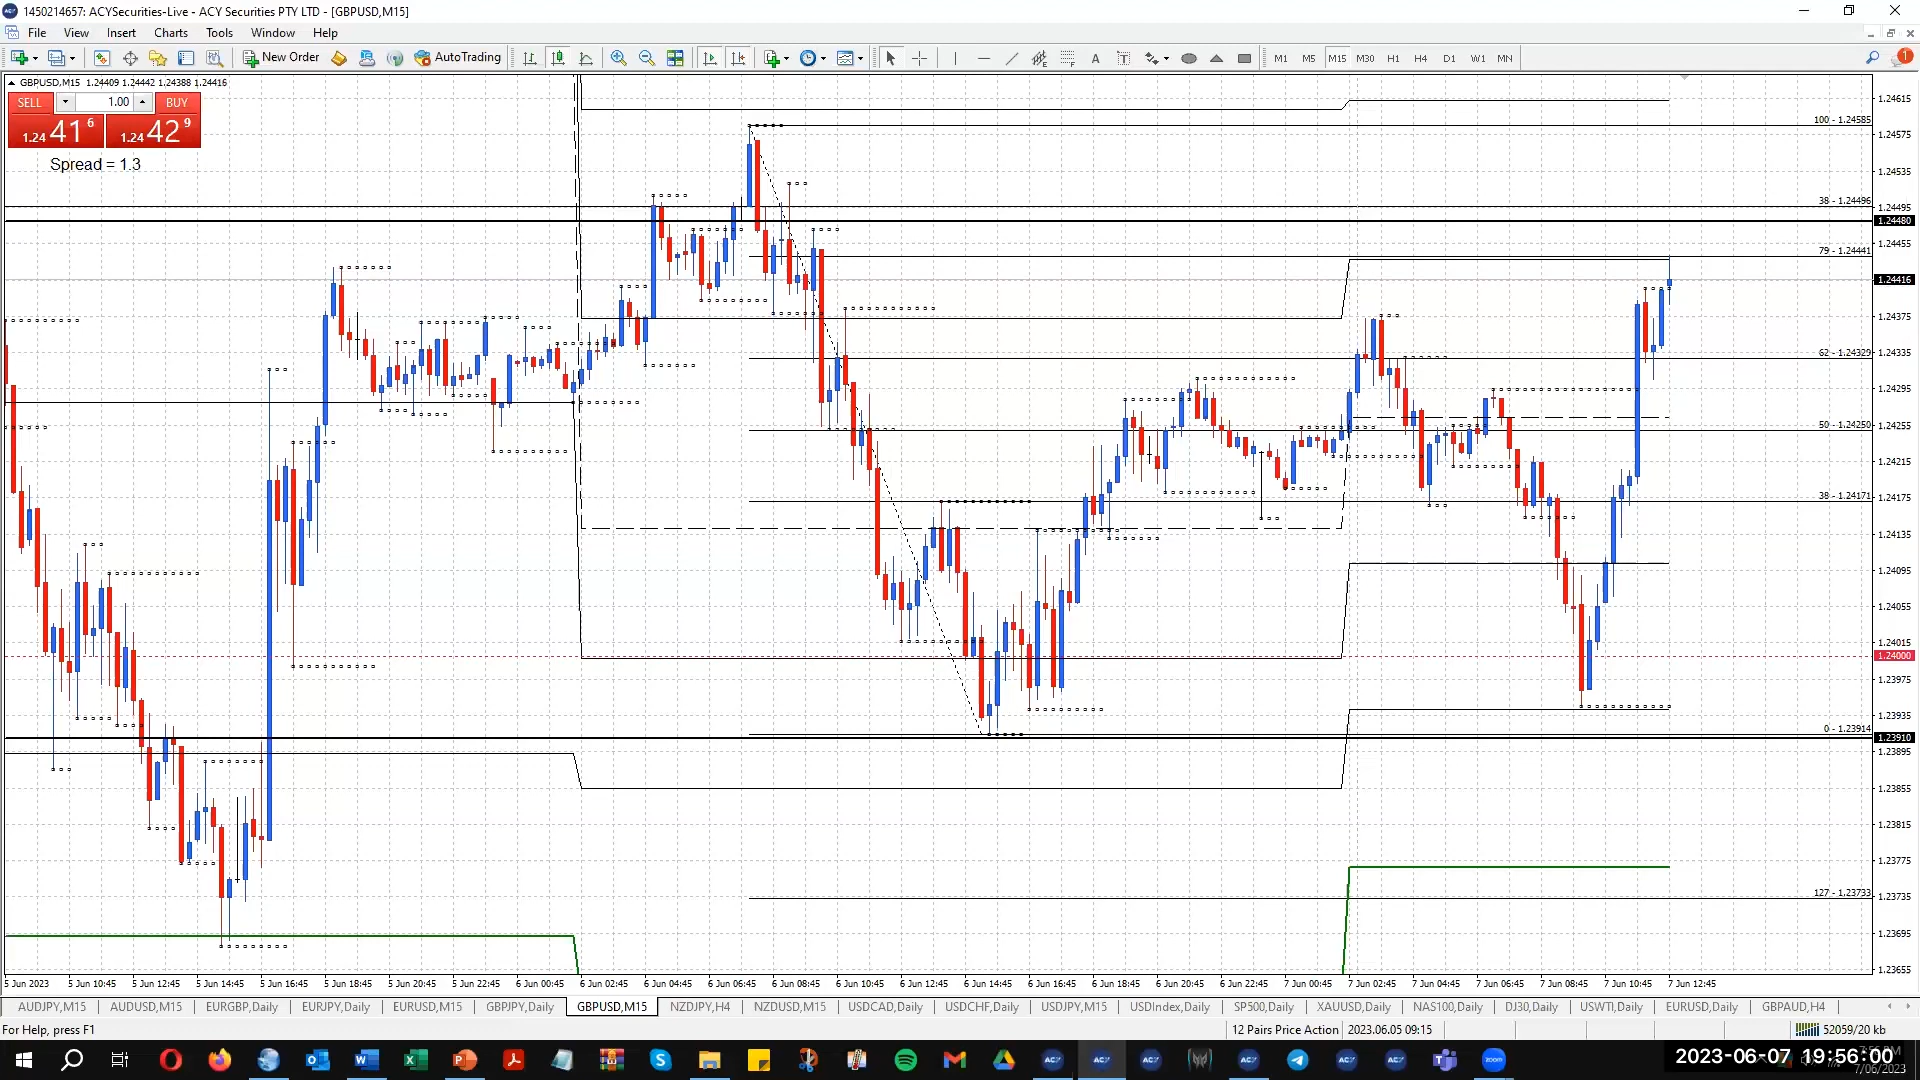 1450214657: ACYSecurities-Live - ACY Securities PTY LTD - [GBPUSD,M15]
File View Insert Charts Tools Window Help
New Order AutoTrading M1 M5 M15 M30 H1 H4 D1 W1 MN 1
GBPUSD,M15 1.24409 1.24442 1.24388 1.24416
SELL 1.00 BUY
1.24 41 6 1.24 42 9
Spread = 1.3
1.24615
100 - 1.24585
1.24575
1.24535
38 - 1.24496
1.24495
1.24480
1.24455
79 - 1.24441
1.24416
1.24375
62 - 1.24329
1.24335
1.24295
50 - 1.24250
1.24255
1.24215
38 - 1.24171
1.24175
1.24135
1.24095
1.24055
1.24015
1.24000
1.23975
1.23935
0 - 1.23914
1.23910
1.23895
1.23855
1.23815
1.23775
127 - 1.23733
1.23735
1.23695
1.23655
5 Jun 2023 5 Jun 10:45 5 Jun 12:45 5 Jun 14:45 5 Jun 16:45 5 Jun 18:45 5 Jun 20:45 5 Jun 22:45 6 Jun 00:45 6 Jun 02:45 6 Jun 04:45 6 Jun 06:45 6 Jun 08:45 6 Jun 10:45 6 Jun 12:45 6 Jun 14:45 6 Jun 16:45 6 Jun 18:45 6 Jun 20:45 6 Jun 22:45 7 Jun 00:45 7 Jun 02:45 7 Jun 04:45 7 Jun 06:45 7 Jun 08:45 7 Jun 10:45 7 Jun 12:45
AUDJPY,M15 AUDUSD,M15 EURGBP,Daily EURJPY,Daily EURUSD,M15 GBPJPY,Daily GBPUSD,M15 NZDJPY,H4 NZDUSD,M15 USDCAD,Daily USDCHF,Daily USDJPY,M15 USDIndex,Daily SP500,Daily XAUUSD,Daily NAS100,Daily DJ30,Daily USWTI,Daily EURUSD,Daily GBPAUD,H4
For Help, press F1 12 Pairs Price Action 2023.06.05 09:15 52059/20 kb
2023-06-07 19:56:00
7/06/2023